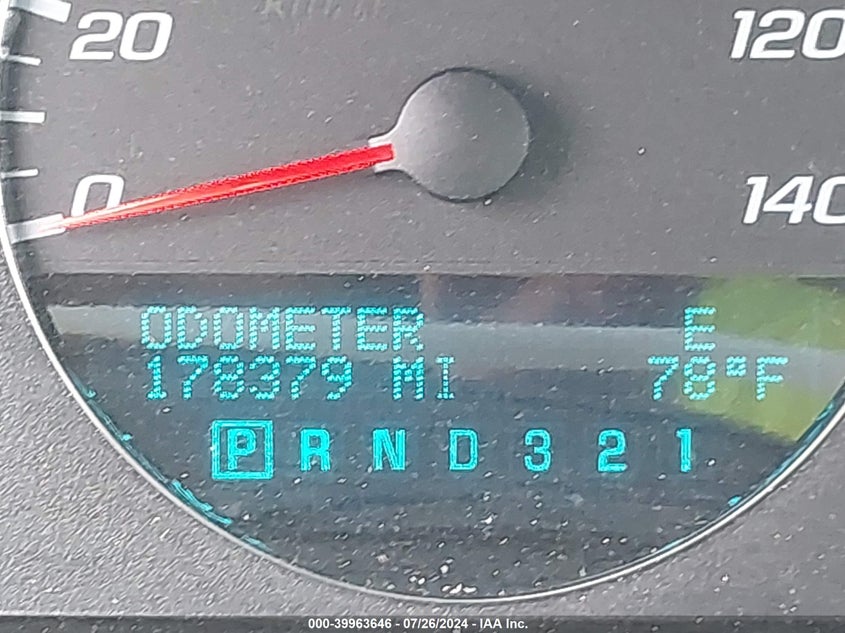 20
120
0
140
ODOMETER E
178379 MI 78°F
P R N D 3 2 1
000-39963646 - 07/26/2024 - IAA Inc.